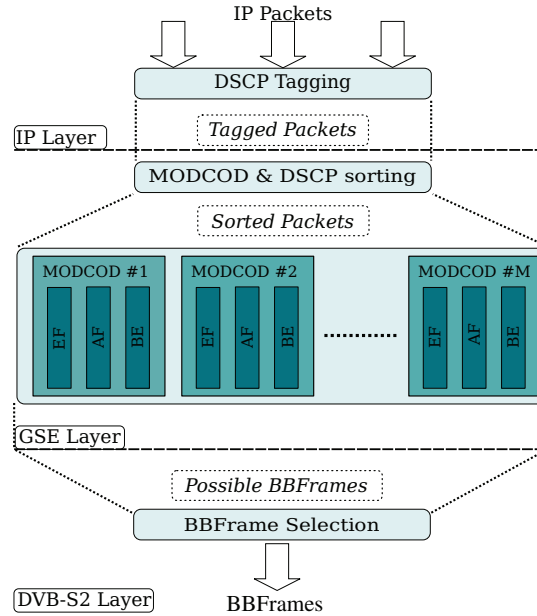 IP Packets
DSCP Tagging
Tagged Packets
IP Layer
MODCOD & DSCP sorting
Sorted Packets
MODCOD #1
MODCOD #2
MODCOD #M
EF
AF
BE
EF
AF
BE
EF
AF
BE
GSE Layer
Possible BBFrames
BBFrame Selection
DVB-S2 Layer
BBFrames